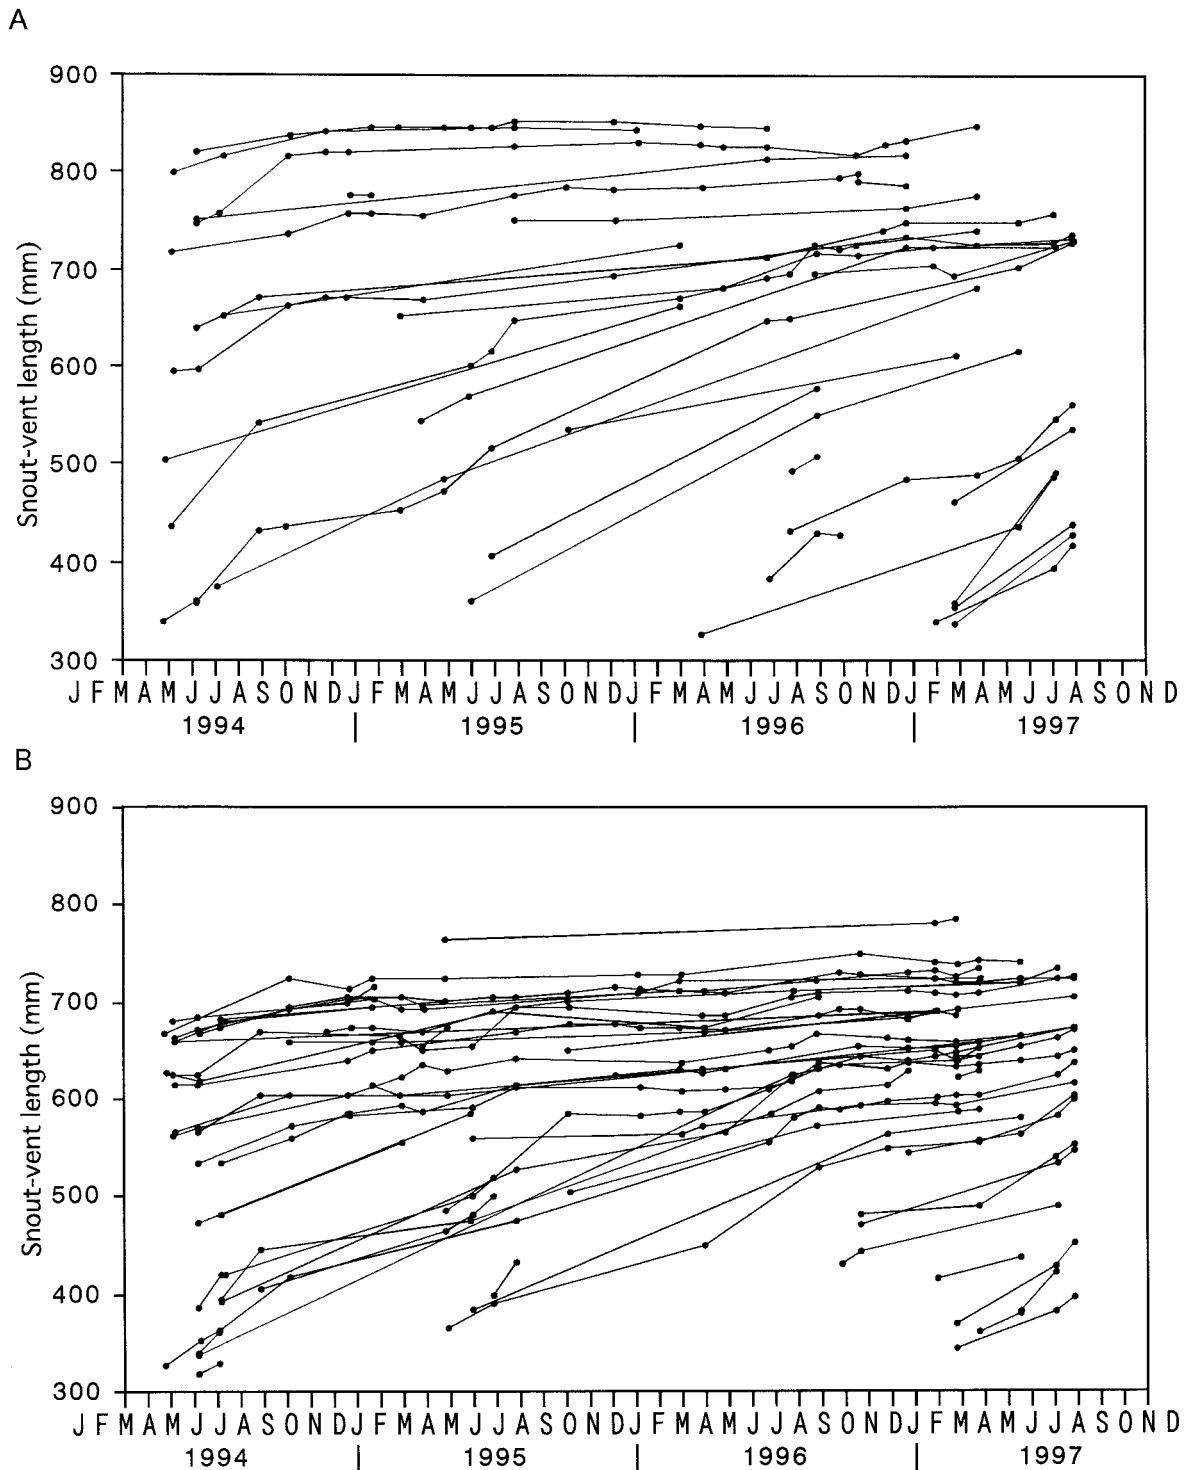 A
900
800
700
600
500
400
300
Snout-vent length (mm)
J F M A M J J A S O N D J F M A M J J A S O N D J F M A M J J A S O N D J F M A M J J A S O N D
1994 | 1995 | 1996 | 1997
B
900
800
700
600
500
400
300
Snout-vent length (mm)
J F M A M J J A S O N D J F M A M J J A S O N D J F M A M J J A S O N D J F M A M J J A S O N D
1994 | 1995 | 1996 | 1997